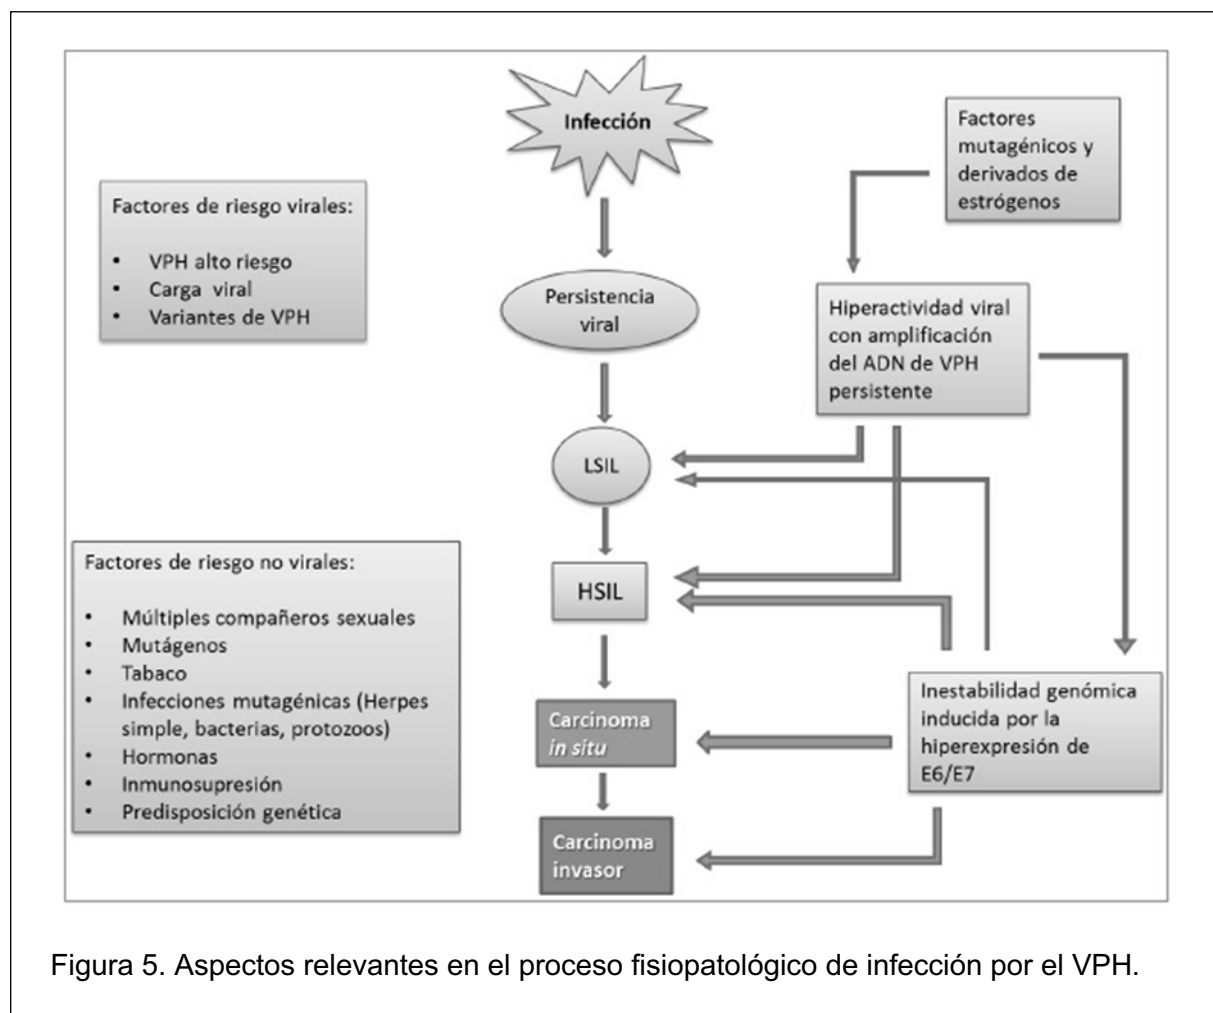 Infección
Factores
mutagénicos y
derivados de
estrógenos
Factores de riesgo virales:
• VPH alto riesgo
• Carga viral
• Variantes de VPH
Persistencia
viral
Hiperactividad viral
con amplificación
del ADN de VPH
persistente
LSIL
HSIL
Factores de riesgo no virales:
• Múltiples compañeros sexuales
• Mutágenos
• Tabaco
• Infecciones mutagénicas (Herpes
simple, bacterias, protozoos)
• Hormonas
• Inmunosupresión
• Predisposición genética
Carcinoma
in situ
Inestabilidad genómica
inducida por la
hiperexpresión de
E6/E7
Carcinoma
invasor
Figura 5. Aspectos relevantes en el proceso fisiopatológico de infección por el VPH.